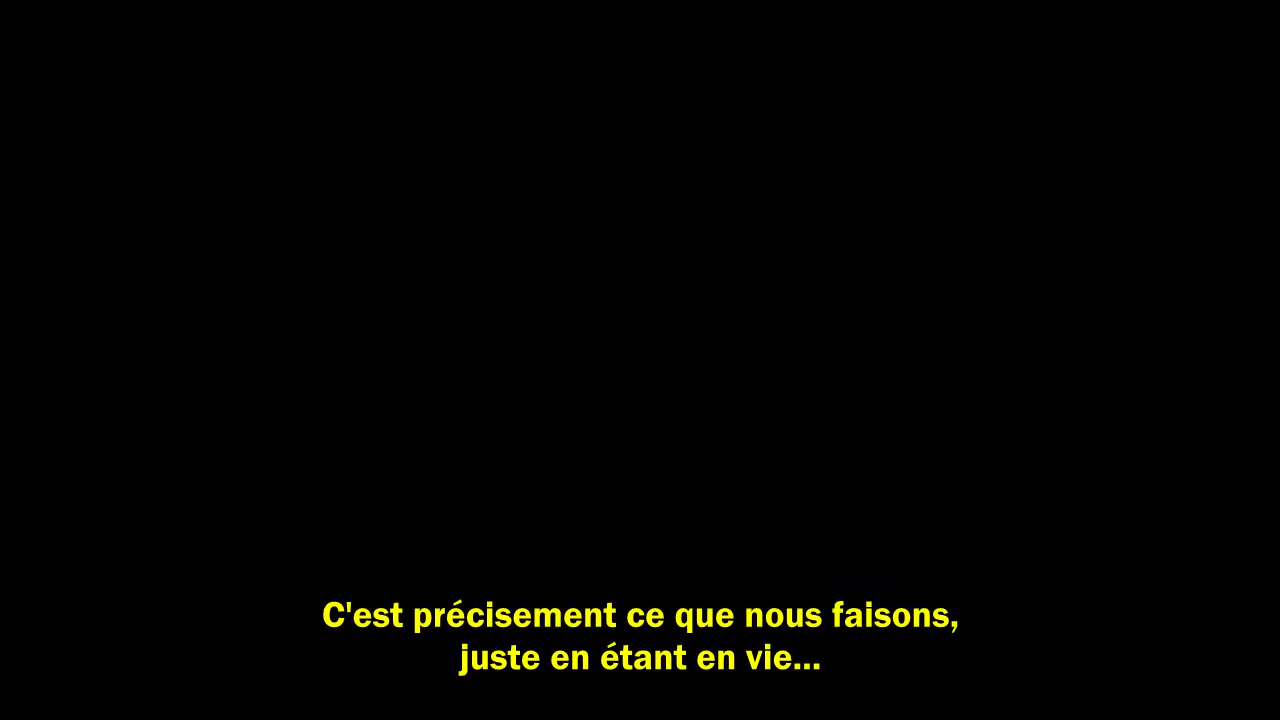 C'est précisement ce que nous faisons,
juste en étant en vie...